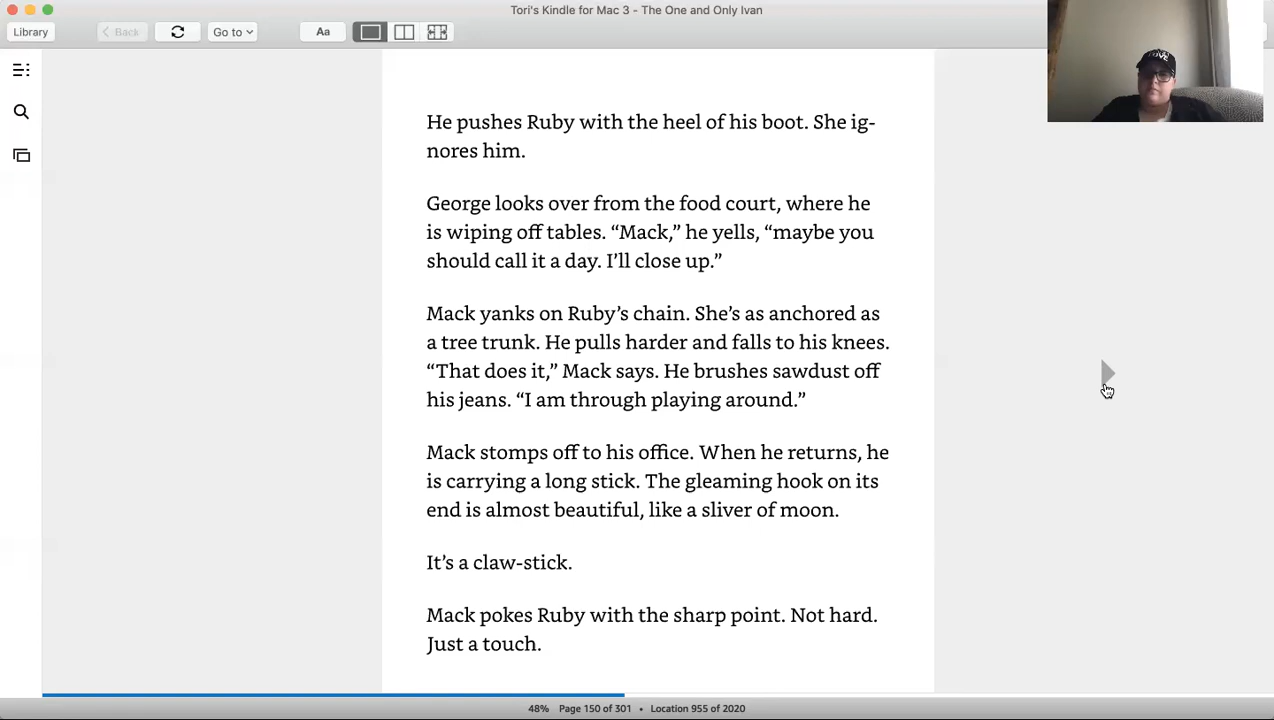 Tori's Kindle for Mac 3 - The One and Only Ivan
Library
Back
Go to
Aa
He pushes Ruby with the heel of his boot. She ig-
nores him.
George looks over from the food court, where he
is wiping off tables. “Mack,” he yells, “maybe you
should call it a day. I’ll close up.”
Mack yanks on Ruby’s chain. She’s as anchored as
a tree trunk. He pulls harder and falls to his knees.
“That does it,” Mack says. He brushes sawdust off
his jeans. “I am through playing around.”
Mack stomps off to his office. When he returns, he
is carrying a long stick. The gleaming hook on its
end is almost beautiful, like a sliver of moon.
It’s a claw-stick.
Mack pokes Ruby with the sharp point. Not hard.
Just a touch.
48% Page 150 of 301 • Location 955 of 2020